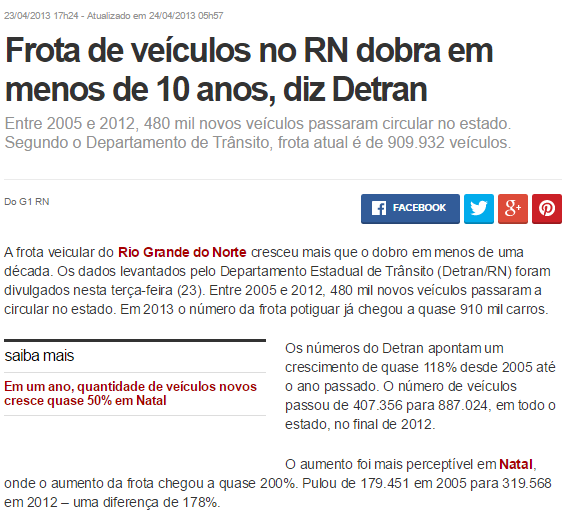 23/04/2013 17h24 - Atualizado em 24/04/2013 05h57
Frota de veículos no RN dobra em
menos de 10 anos, diz Detran
Entre 2005 e 2012, 480 mil novos veículos passaram circular no estado.
Segundo o Departamento de Trânsito, frota atual é de 909.932 veículos.
Do G1 RN
FACEBOOK
A frota veicular do Rio Grande do Norte cresceu mais que o dobro em menos de uma
década. Os dados levantados pelo Departamento Estadual de Trânsito (Detran/RN) foram
divulgados nesta terça-feira (23). Entre 2005 e 2012, 480 mil novos veículos passaram a
circular no estado. Em 2013 o número da frota potiguar já chegou a quase 910 mil carros.
saiba mais
Em um ano, quantidade de veículos novos
cresce quase 50% em Natal
Os números do Detran apontam um
crescimento de quase 118% desde 2005 até
o ano passado. O número de veículos
passou de 407.356 para 887.024, em todo o
estado, no final de 2012.
O aumento foi mais perceptível em Natal,
onde o aumento da frota chegou a quase 200%. Pulou de 179.451 em 2005 para 319.568
em 2012 – uma diferença de 178%.